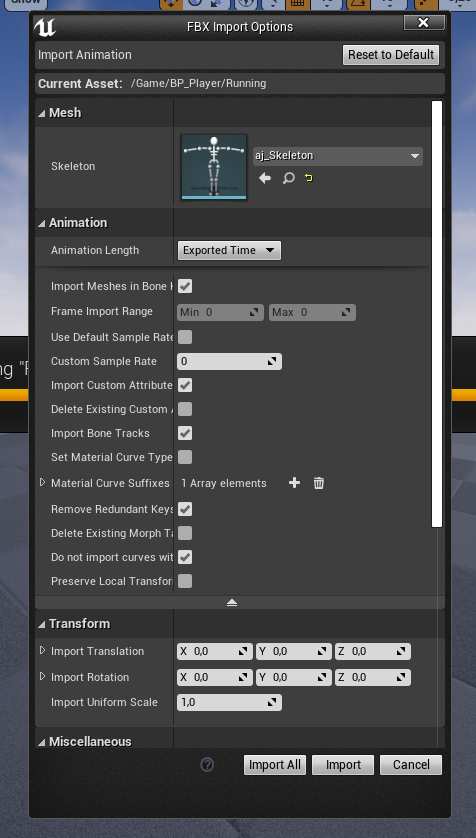 FBX Import Options
Import Animation
Reset to Default
Current Asset: /Game/BP_Player/Running
Mesh
Skeleton
aj_Skeleton
Animation
Animation Length
Exported Time
Import Meshes in Bone
Frame Import Range
Min 0
Max 0
Use Default Sample Rate
Custom Sample Rate
0
Import Custom Attribute
Delete Existing Custom
Import Bone Tracks
Set Material Curve Type
Material Curve Suffixes
1 Array elements
Remove Redundant Keys
Delete Existing Morph Ta
Do not import curves wit
Preserve Local Transfor
Transform
Import Translation
X 0,0
Y 0,0
Z 0,0
Import Rotation
X 0,0
Y 0,0
Z 0,0
Import Uniform Scale
1,0
Miscellaneous
Import All
Import
Cancel